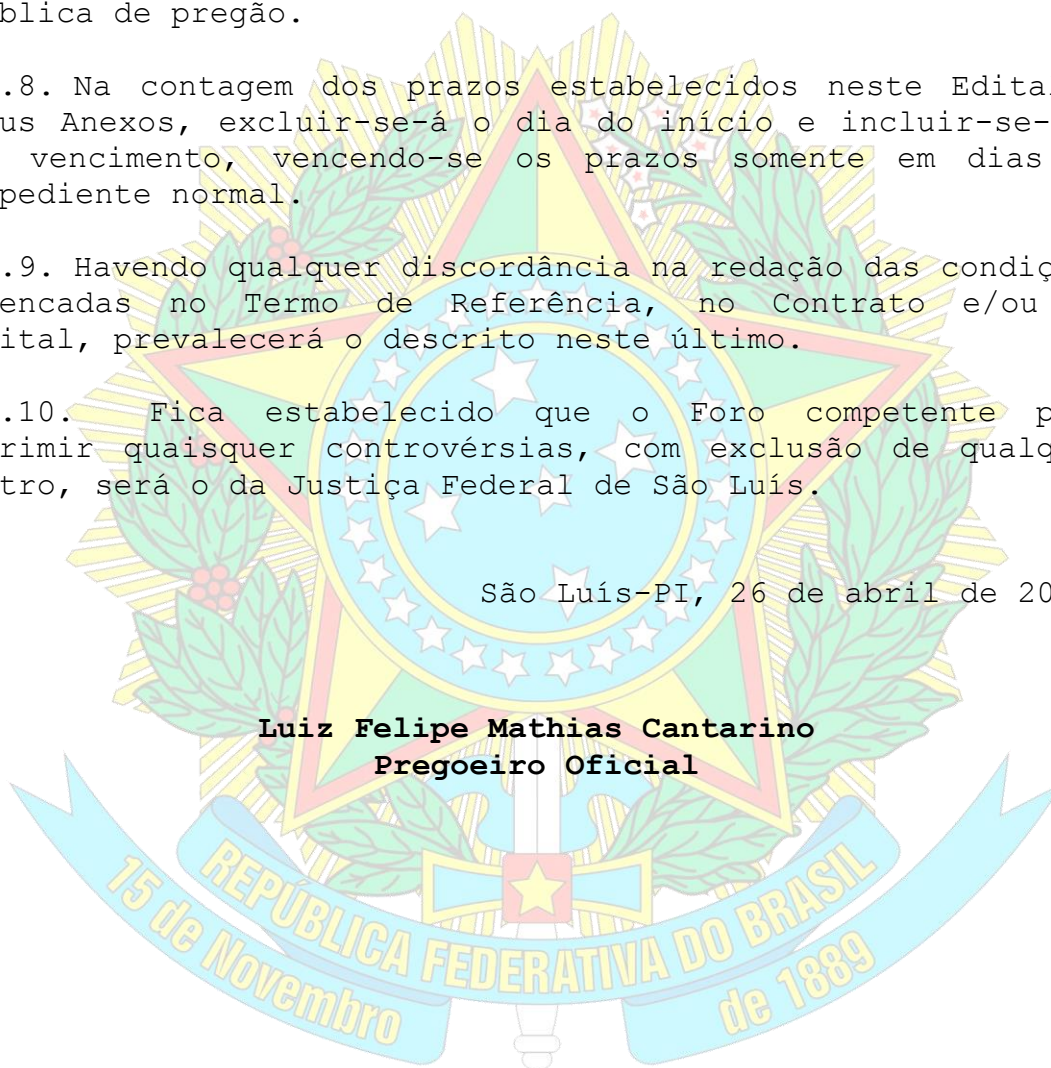 blica de pregão.
.8. Na contagem dos prazos estabelecidos neste Edital
us Anexos, excluir-se-á o dia do início e incluir-se-
vencimento, vencendo-se os prazos somente em dias
pediente normal.
.9. Havendo qualquer discordância na redação das condiç
encadas no Termo de Referência, no Contrato e/ou
ital, prevalecerá o descrito neste último.
.10. Fica estabelecido que o Foro competente p
rimir quaisquer controvérsias, com exclusão de qualq
tro, será o da Justiça Federal de São Luís.
São Luís-PI, 26 de abril de 20
Luiz Felipe Mathias Cantarino
Pregoeiro Oficial
REPÚBLICA FEDERATIVA DO BRASIL
15 de Novembro de 1889